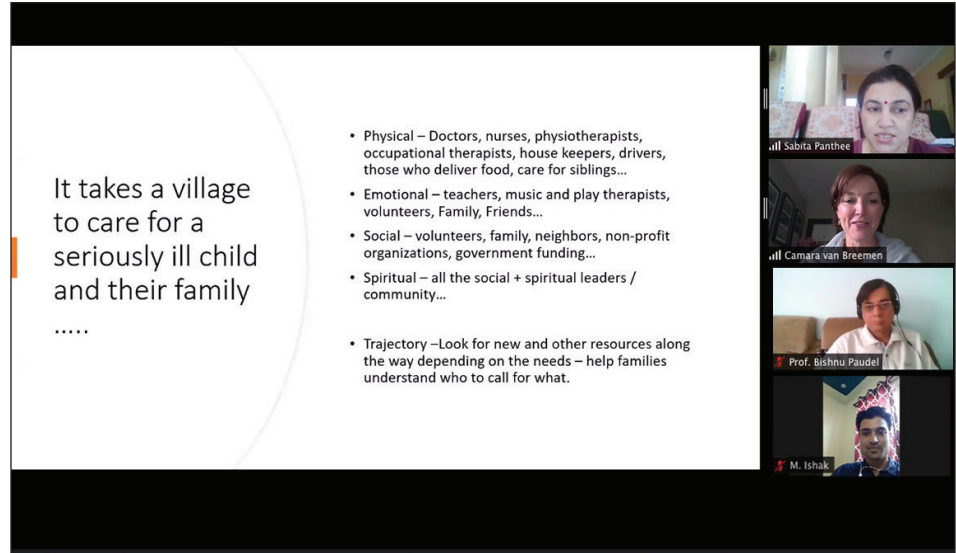 It takes a village
to care for a
seriously ill child
and their family
…..
• Physical – Doctors, nurses, physiotherapists,
occupational therapists, house keepers, drivers,
those who deliver food, care for siblings…
• Emotional – teachers, music and play therapists,
volunteers, Family, Friends…
• Social – volunteers, family, neighbors, non-profit
organizations, government funding…
• Spiritual – all the social + spiritual leaders /
community…
• Trajectory –Look for new and other resources along
the way depending on the needs – help families
understand who to call for what.
Sabita Panthee
Camara van Breemen
Prof. Bishnu Paudel
M. Ishak